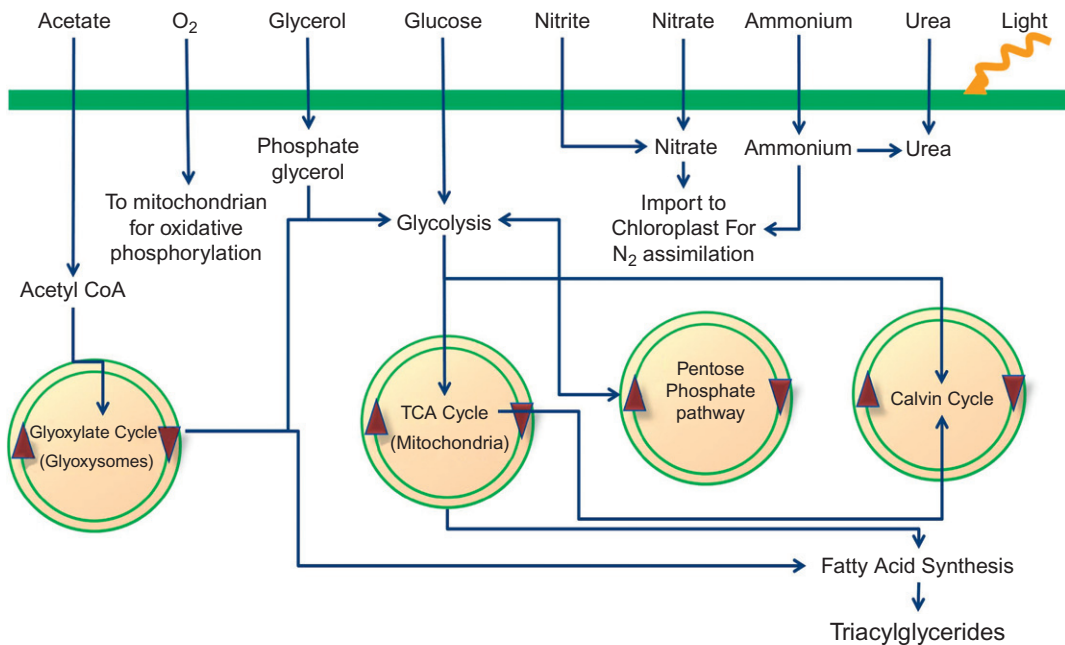 Acetate O₂ Glycerol Glucose Nitrite Nitrate Ammonium Urea Light
Phosphate
glycerol
Nitrate Ammonium Urea
To mitochondrian
for oxidative
phosphorylation
Glycolysis
Import to
Chloroplast For
N₂ assimilation
Acetyl CoA
Glyoxylate Cycle
(Glyoxysomes)
TCA Cycle
(Mitochondria)
Pentose
Phosphate
pathway
Calvin Cycle
Fatty Acid Synthesis
Triacylglycerides